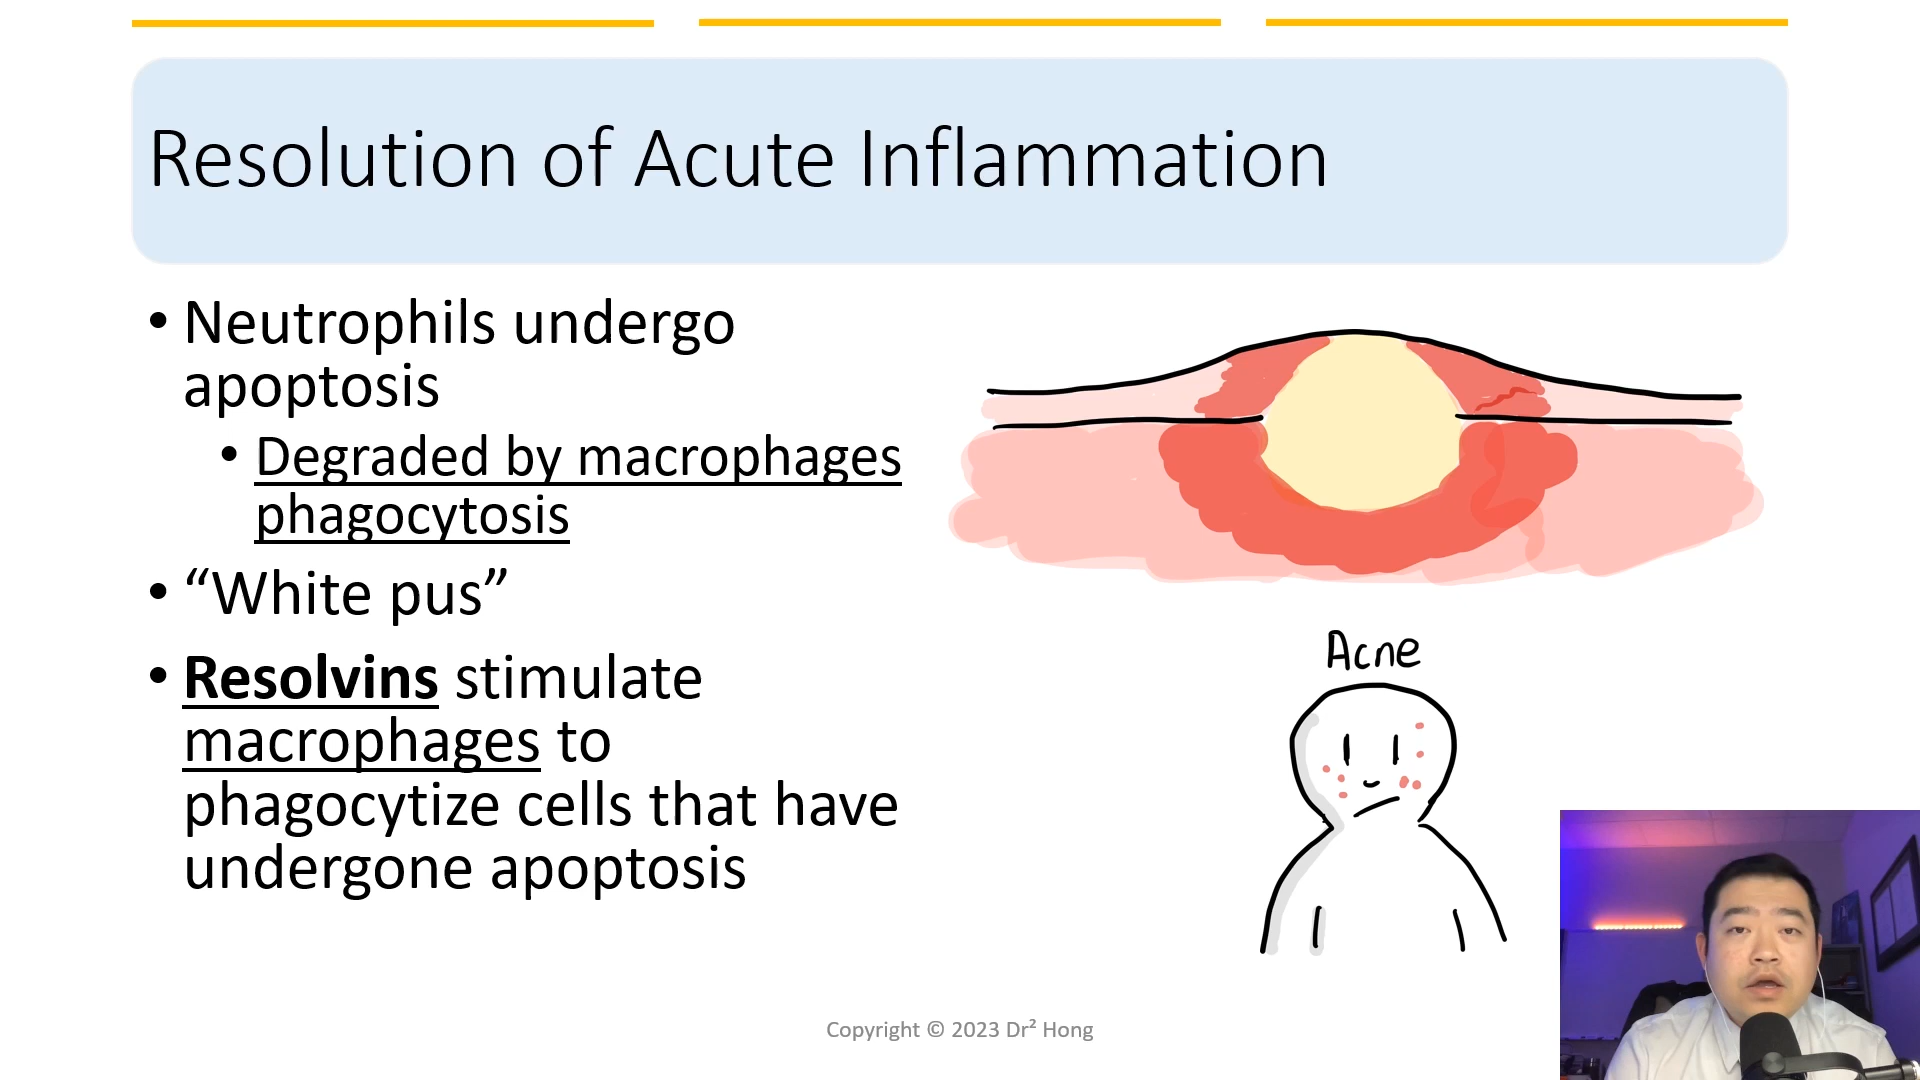 Resolution of Acute Inflammation
• Neutrophils undergo
apoptosis
• Degraded by macrophages
phagocytosis
• “White pus”
• Resolvins stimulate
macrophages to
phagocytize cells that have
undergone apoptosis
Acne
Copyright © 2023 Dr² Hong